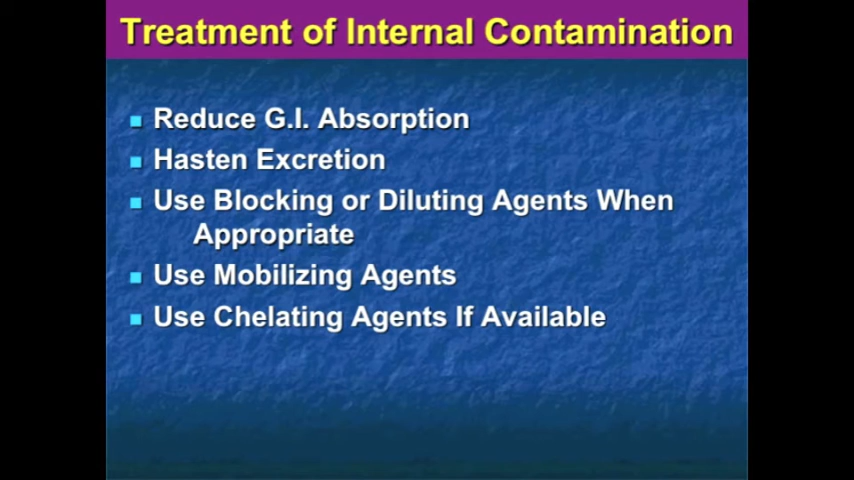 Treatment of Internal Contamination
Reduce G.I. Absorption
Hasten Excretion
Use Blocking or Diluting Agents When
Appropriate
Use Mobilizing Agents
Use Chelating Agents If Available